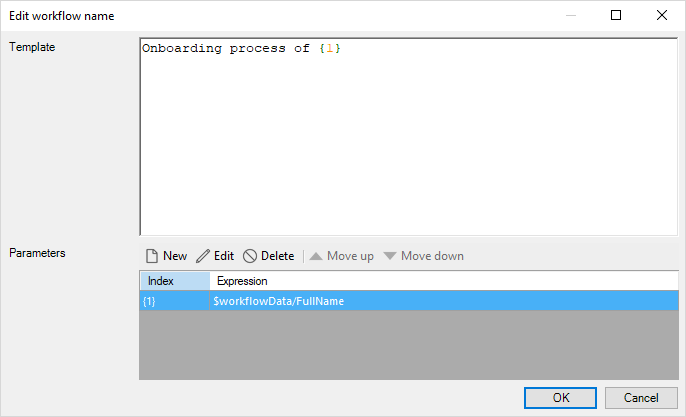 Edit workflow name
Template
Onboarding process of {1}
Parameters
New Edit Delete Move up Move down
Index Expression
{1} $workflowData/FullName
OK Cancel